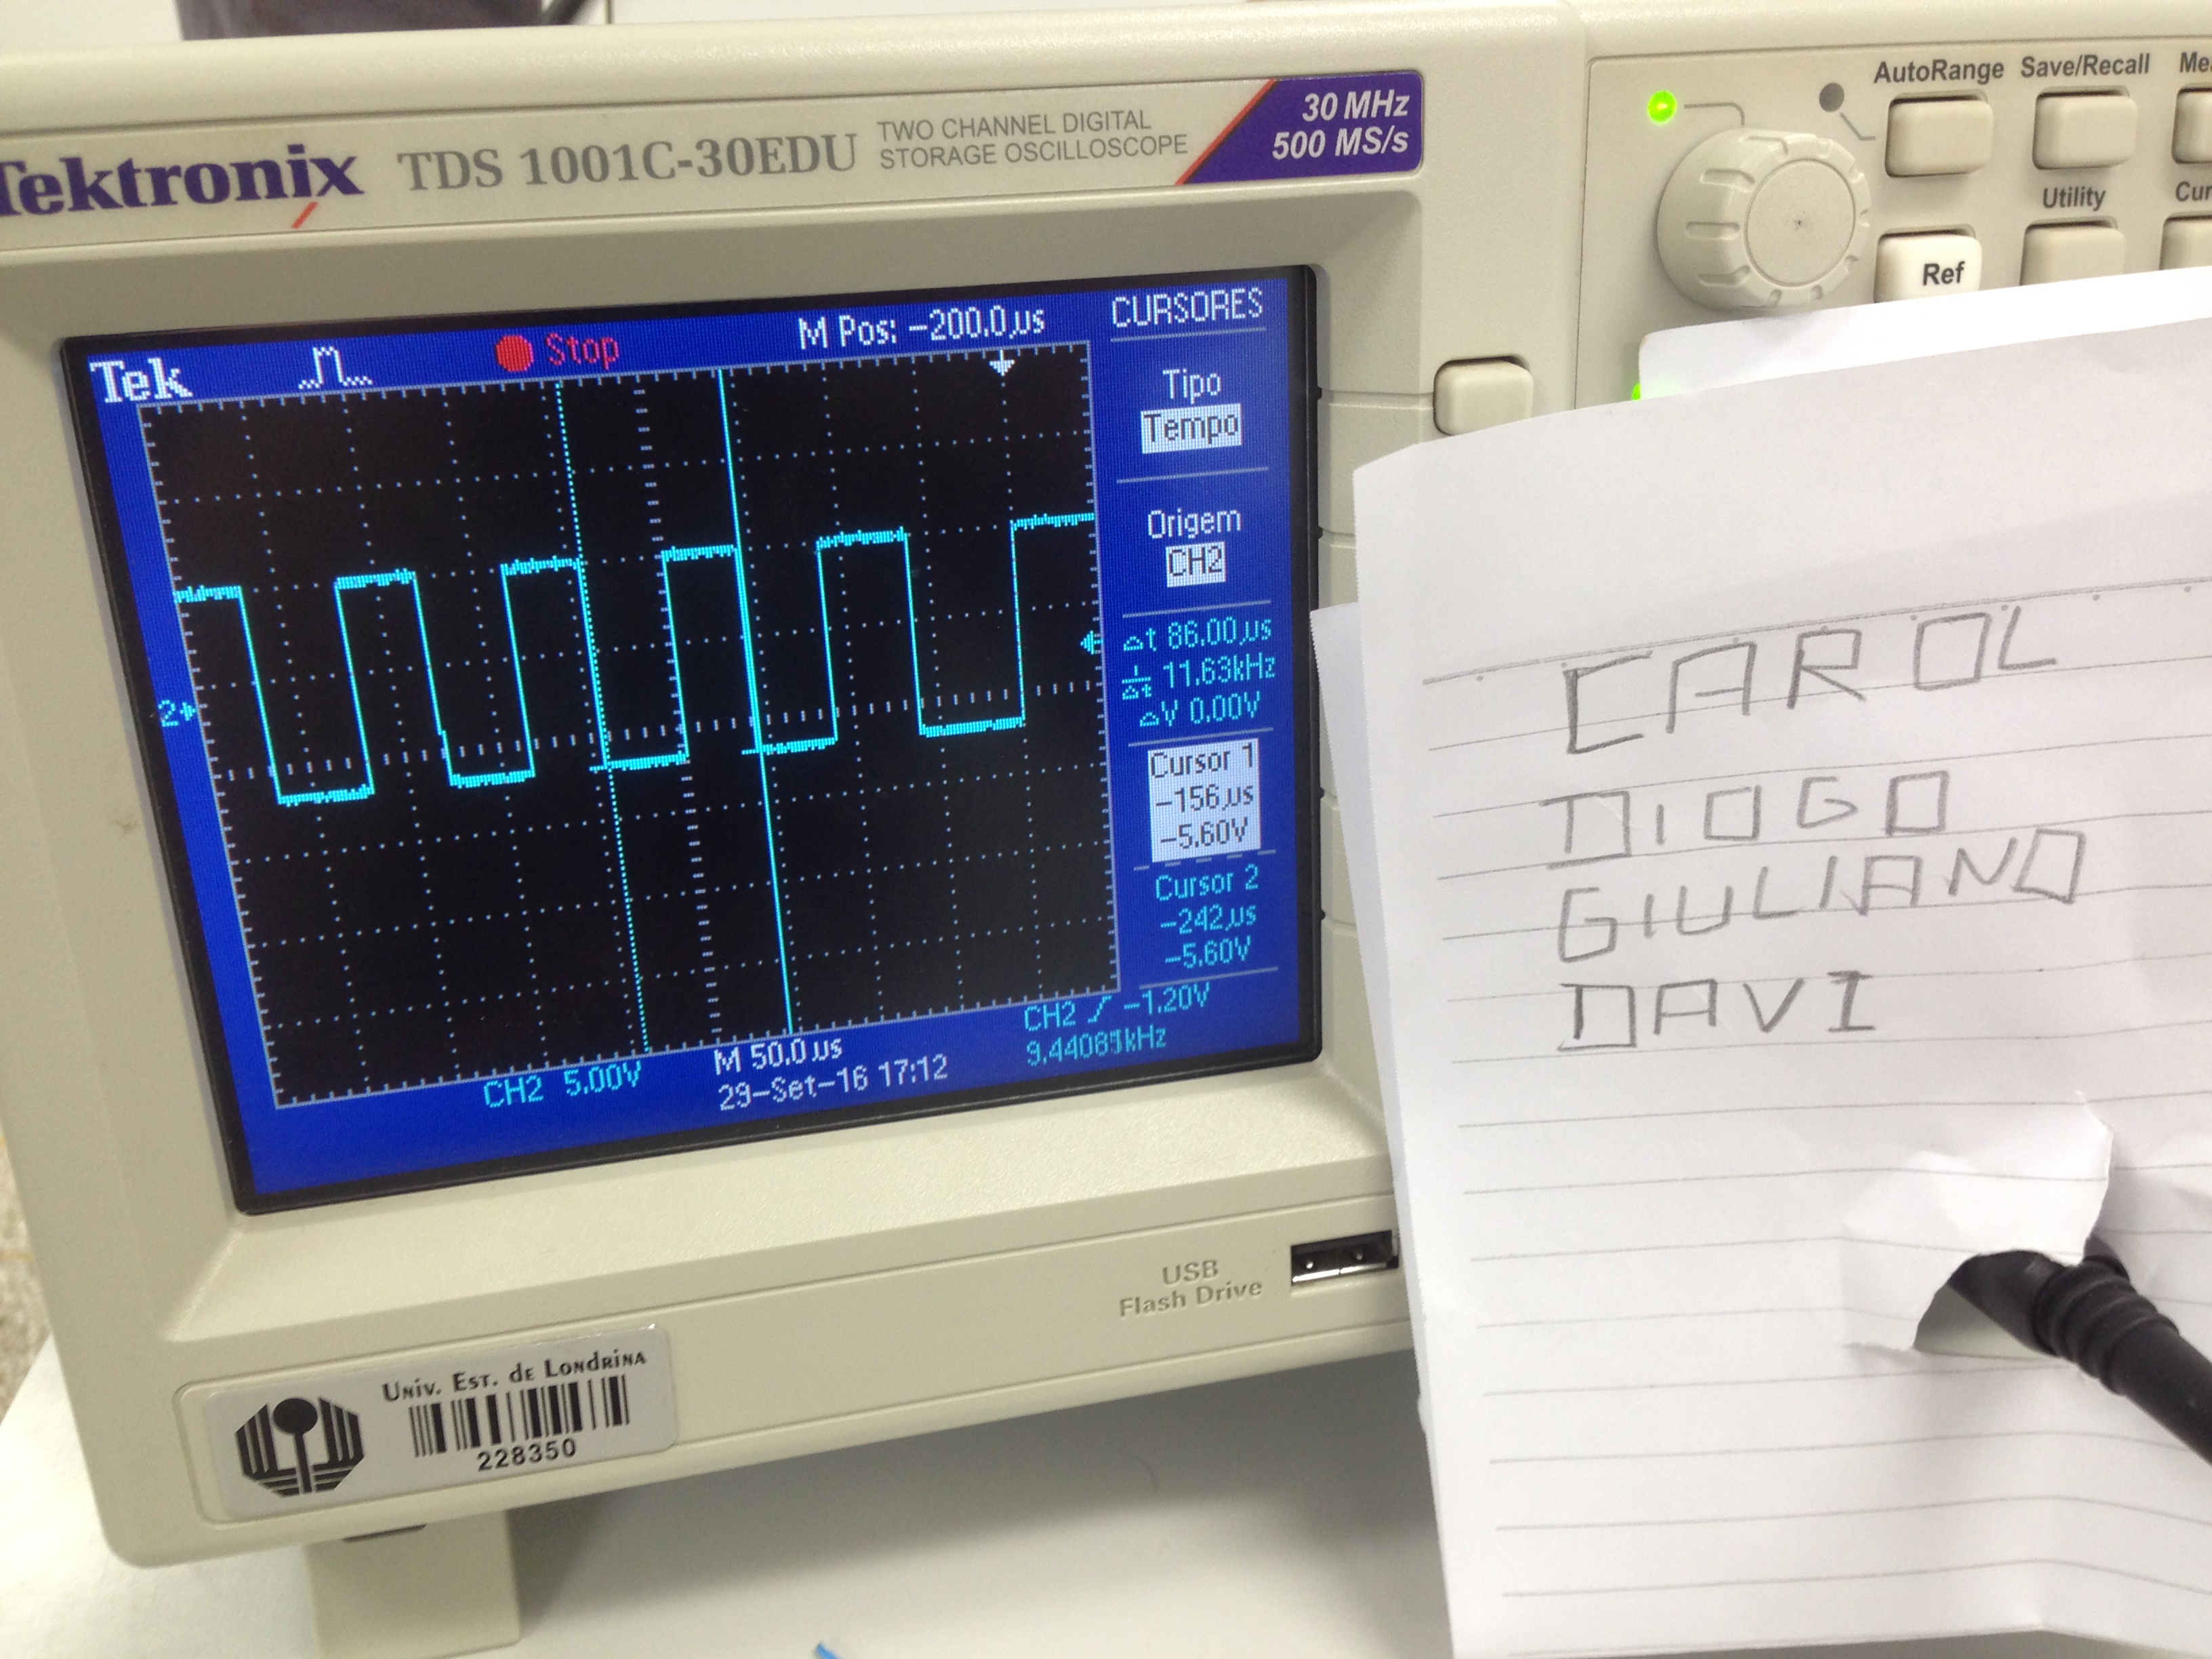 Tektronix TDS 1001C-30EDU TWO CHANNEL DIGITAL
STORAGE OSCILLOSCOPE
30 MHz
500 MS/s
AutoRange Save/Recall
Utility
Ref
Tek Stop M Pos: -200.0µs CURSORES
Tipo
Tempo
Origem
CH2
Δt 86.00µs
1/Δt 11.63kHz
ΔV 0.00V
2
Cursor 1
-156µs
-5.60V
Cursor 2
-242µs
-5.60V
CH2 5.00V M 50.0µs CH2 -1.20V
29-Set-16 17:12
USB
Flash Drive
Univ. Est. de Londrina
228350
CAROL
DIOGO
GIULIANO
DAVI